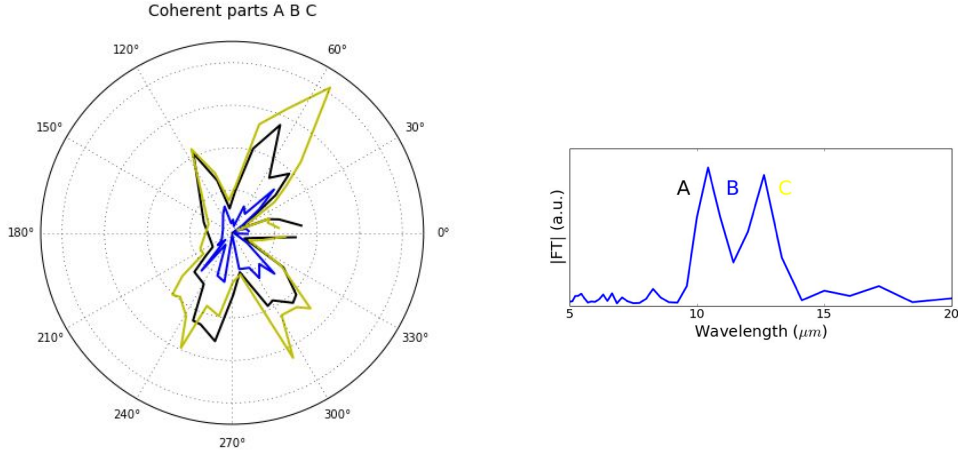 Coherent parts A B C
120°
60°
150°
30°
180°
0°
210°
330°
240°
300°
270°
|FT| (a.u.)
A B C
5 10 15 20
Wavelength (μm)